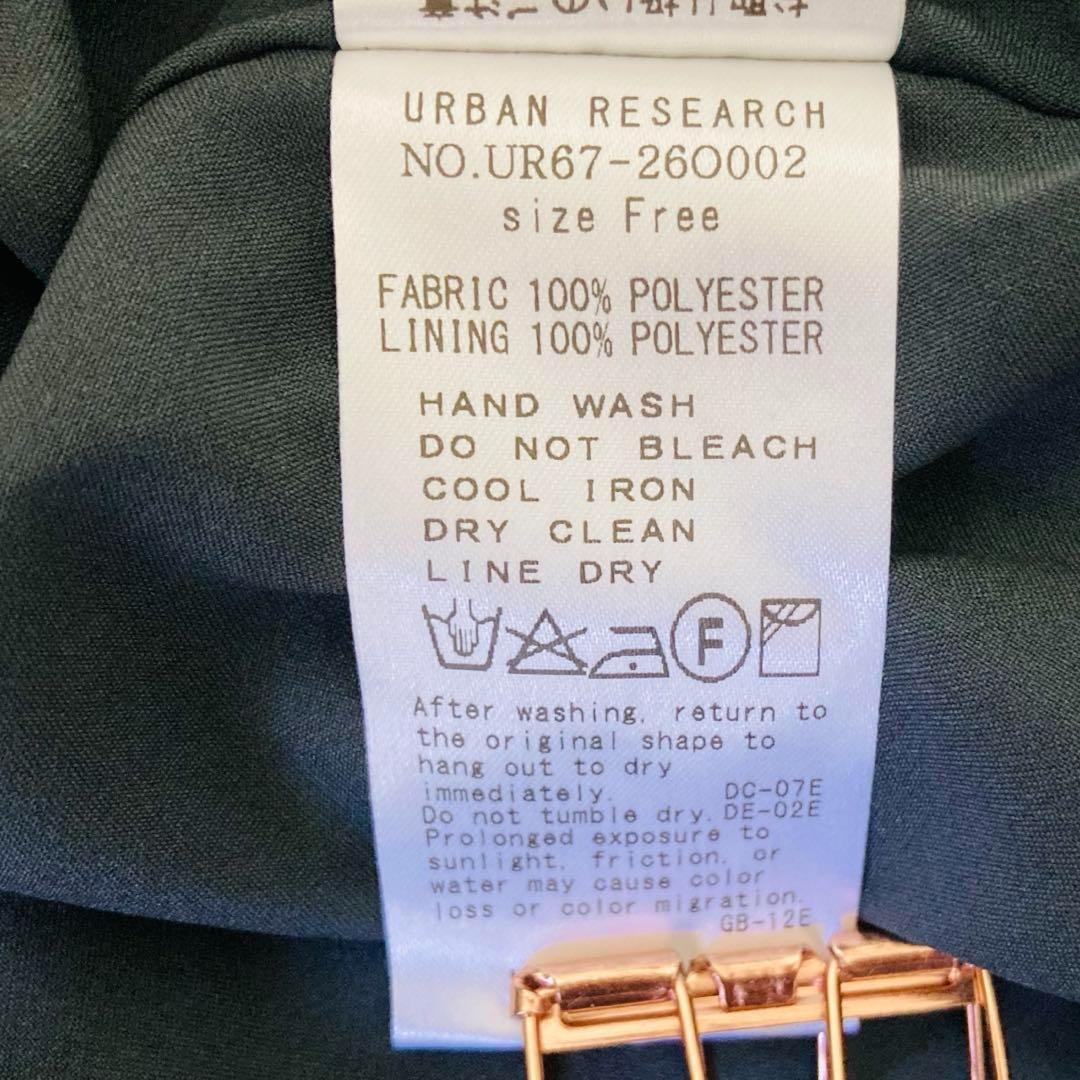 URBAN RESEARCH
NO.UR67-26O002
size Free
FABRIC 100% POLYESTER
LINING 100% POLYESTER
HAND WASH
DO NOT BLEACH
COOL IRON
DRY CLEAN
LINE DRY
F
After washing, return to
the original shape to
hang out to dry
immediately. DC-07E
Do not tumble dry. DE-02E
Prolonged exposure to
sunlight, friction, or
water may cause color
loss or color migration.
GB-12E